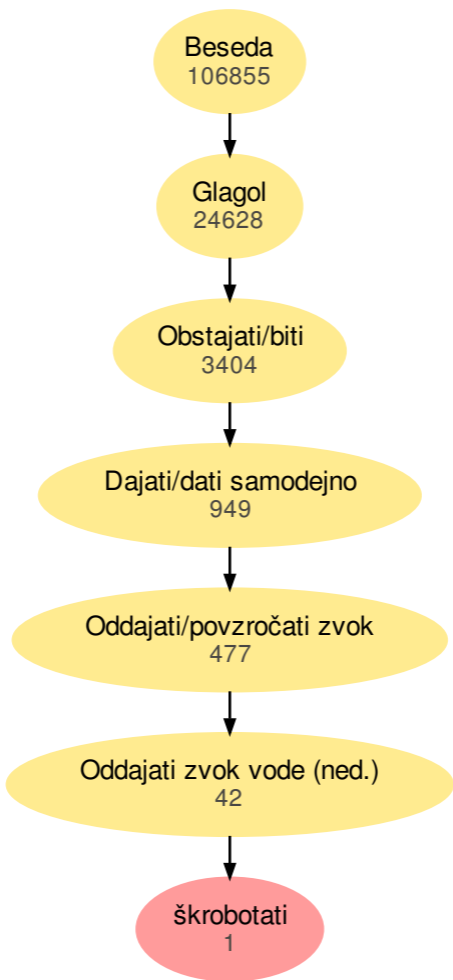 Beseda
106855
Glagol
24628
Obstajati/biti
3404
Dajati/dati samodejno
949
Oddajati/povzročati zvok
477
Oddajati zvok vode (ned.)
42
škrobotati
1